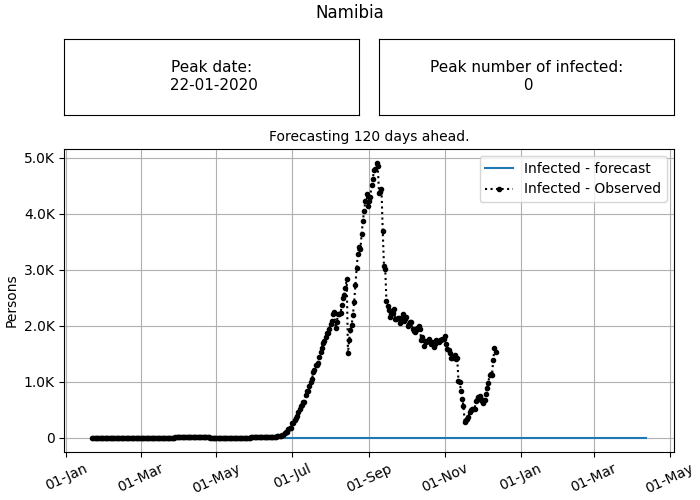 Namibia
Peak date:
22-01-2020
Peak number of infected:
0
Forecasting 120 days ahead.
Infected - forecast
Infected - Observed
5.0K
4.0K
3.0K
2.0K
1.0K
0
Persons
01-Jan
01-Mar
01-May
01-Jul
01-Sep
01-Nov
01-Jan
01-Mar
01-May